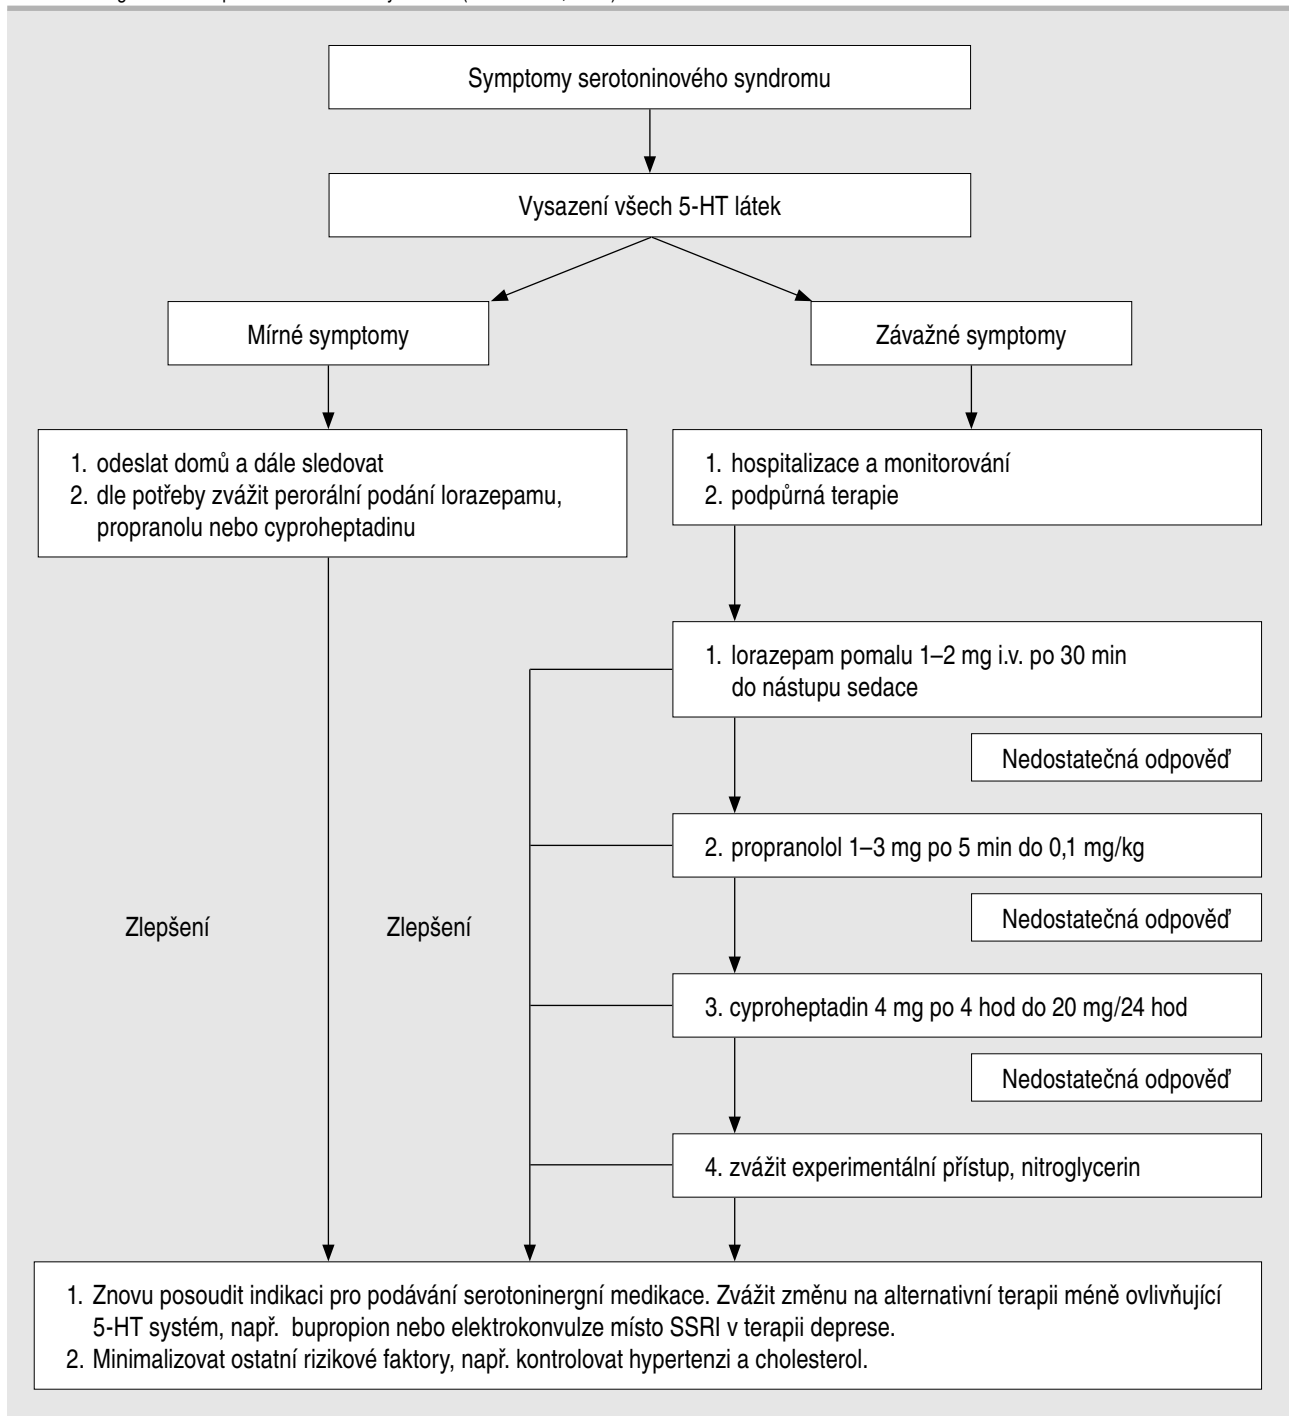 Symptomy serotoninového syndromu
Vysazení všech 5-HT látek
Mírné symptomy
Závažné symptomy
1. odeslat domů a dále sledovat
2. dle potřeby zvážit perorální podání lorazepamu,
propranolu nebo cyproheptadinu
1. hospitalizace a monitorování
2. podpůrná terapie
1. lorazepam pomalu 1–2 mg i.v. po 30 min
do nástupu sedace
Nedostatečná odpověď
2. propranolol 1–3 mg po 5 min do 0,1 mg/kg
Nedostatečná odpověď
Zlepšení
Zlepšení
3. cyproheptadin 4 mg po 4 hod do 20 mg/24 hod
Nedostatečná odpověď
4. zvážit experimentální přístup, nitroglycerin
1. Znovu posoudit indikaci pro podávání serotoninergní medikace. Zvážit změnu na alternativní terapii méně ovlivňující
5-HT systém, např. bupropion nebo elektrokonvulze místo SSRI v terapii deprese.
2. Minimalizovat ostatní rizikové faktory, např. kontrolovat hypertenzi a cholesterol.